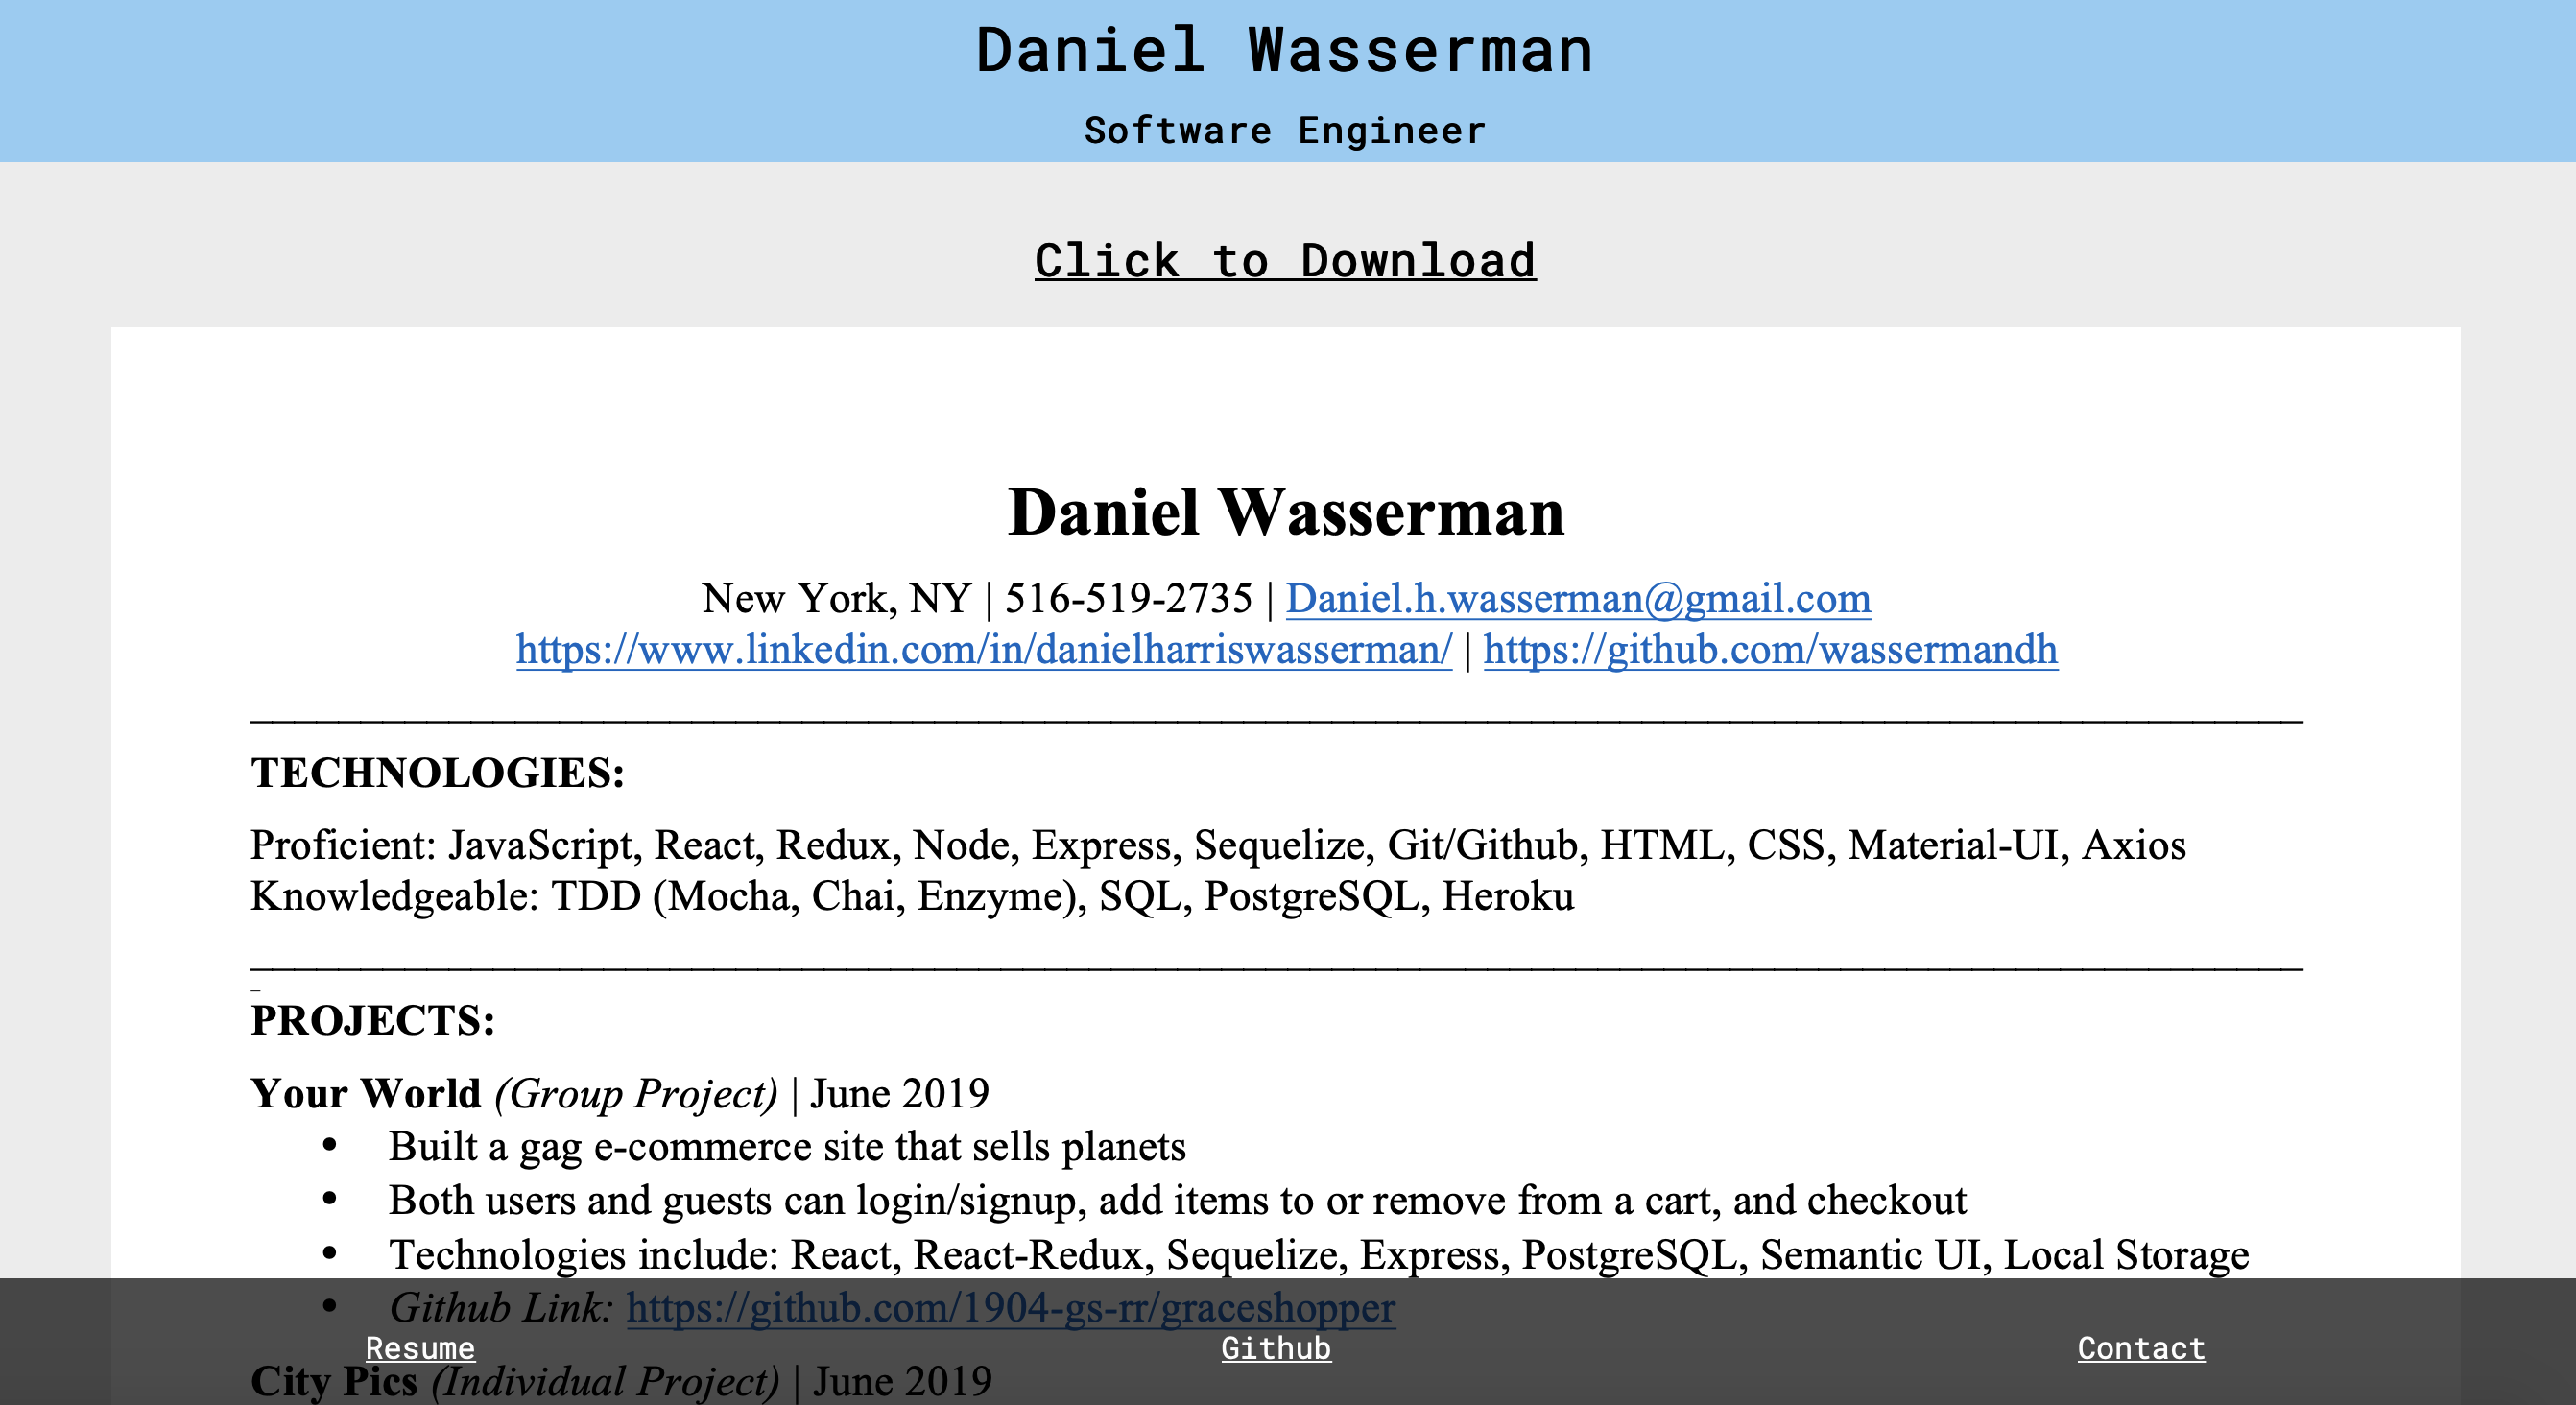 Daniel Wasserman
Software Engineer
Click to Download
Daniel Wasserman
New York, NY | 516-519-2735 | Daniel.h.wasserman@gmail.com
https://www.linkedin.com/in/danielharriswasserman/ | https://github.com/wassermandh
TECHNOLOGIES:
Proficient: JavaScript, React, Redux, Node, Express, Sequelize, Git/Github, HTML, CSS, Material-UI, Axios
Knowledgeable: TDD (Mocha, Chai, Enzyme), SQL, PostgreSQL, Heroku
PROJECTS:
Your World (Group Project) | June 2019
• Built a gag e-commerce site that sells planets
• Both users and guests can login/signup, add items to or remove from a cart, and checkout
• Technologies include: React, React-Redux, Sequelize, Express, PostgreSQL, Semantic UI, Local Storage
• Github Link: https://github.com/1904-gs-rr/graceshopper
Resume Github Contact
City Pics (Individual Project) | June 2019